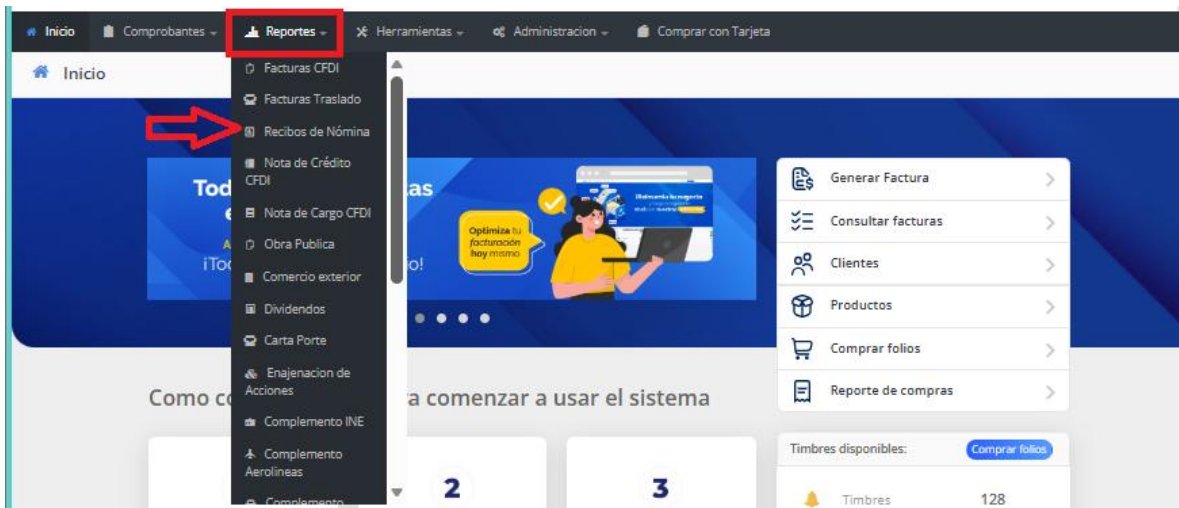 Inicio Comprobantes Reportes Herramientas Administracion Comprar con Tarjeta
Inicio
Facturas CFDI
Facturas Traslado
Recibos de Nómina
Nota de Crédito
CFDI
Nota de Cargo CFDI
Obra Publica
Comercio exterior
Dividendos
Carta Porte
Enajenacion de
Acciones
Complemento INE
Complemento
Aerolineas
Complemento
Tod as
e
A
¡Tod o!
Optimiza tu
facturación
hoy mismo
Generar Factura
Consultar facturas
Clientes
Productos
Comprar folios
Reporte de compras
Como co a comenzar a usar el sistema
2
3
Timbres disponibles: Comprar folios
Timbres 128